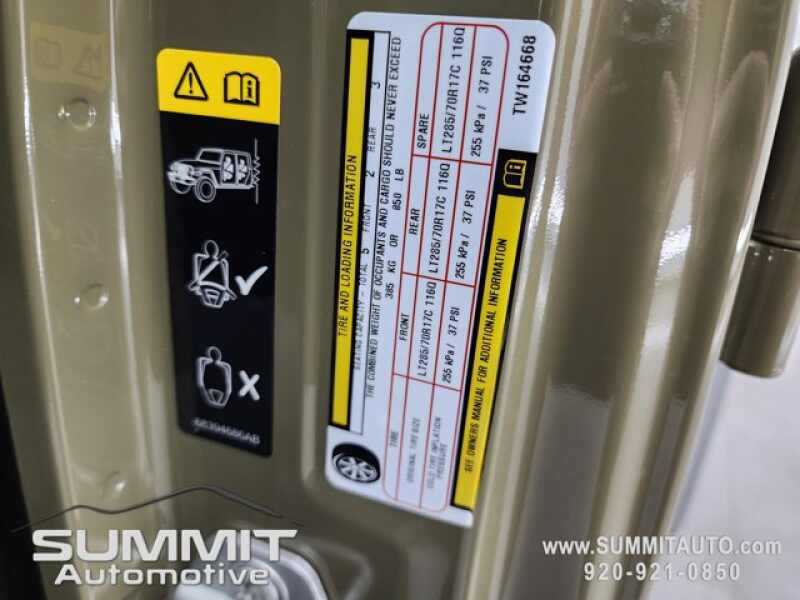 68394686AB
TIRE AND LOADING INFORMATION
SEATING CAPACITY - TOTAL 5 FRONT 2 REAR 3
THE COMBINED WEIGHT OF OCCUPANTS AND CARGO SHOULD NEVER EXCEED
385 KG OR 850 LB
TIRE FRONT REAR SPARE
ORIGINAL TIRE SIZE LT285/70R17C 116Q LT285/70R17C 116Q LT285/70R17C 116Q
COLD TIRE INFLATION PRESSURE 255 kPa / 37 PSI 255 kPa / 37 PSI 255 kPa / 37 PSI
SEE OWNERS MANUAL FOR ADDITIONAL INFORMATION
TW164668
SUMMIT
Automotive
www.SUMMITAUTO.com
920-921-0850